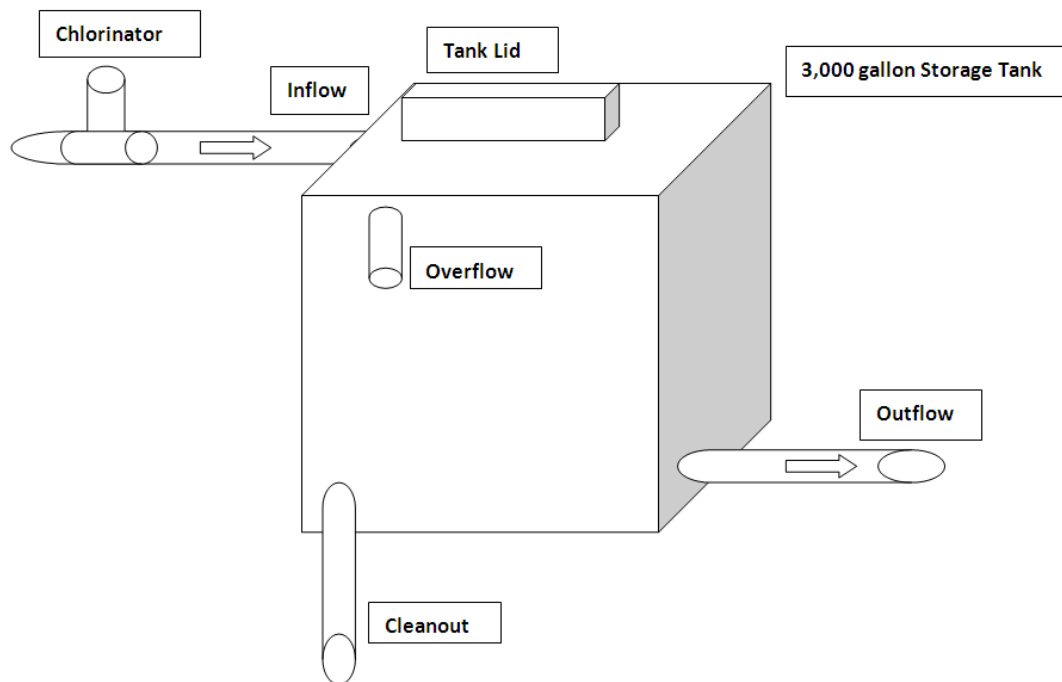 Chlorinator
Tank Lid
3,000 gallon Storage Tank
Inflow
Overflow
Outflow
Cleanout